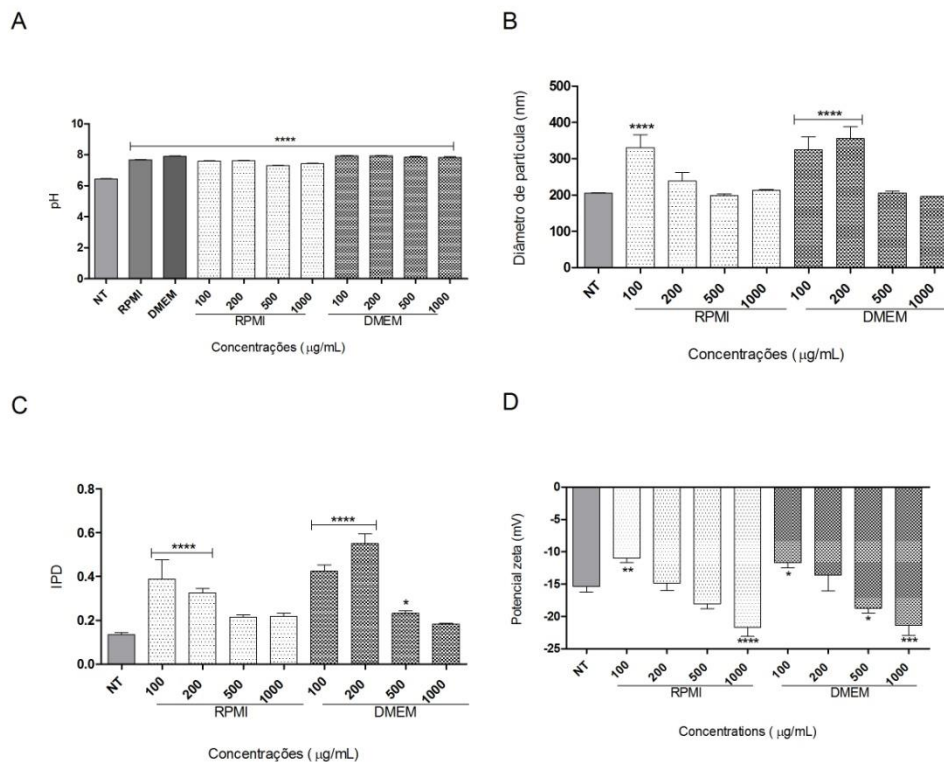 A
****
10
8
6
4
2
0
pH
NT
RPMI
DMEM
100
200
500
1000
100
200
500
1000
RPMI
DMEM
Concentrações ( μg/mL)
B
500
400
300
200
100
0
Diâmetro de partícula (nm)
****
****
NT
100
200
500
1000
100
200
500
1000
RPMI
DMEM
Concentrações ( μg/mL)
C
0.8
0.6
0.4
0.2
0.0
IPD
****
****
*
NT
100
200
500
1000
100
200
500
1000
RPMI
DMEM
Concentrações ( μg/mL)
D
0
-5
-10
-15
-20
-25
Potencial zeta (mV)
**
****
*
*
***
NT
100
200
500
1000
100
200
500
1000
RPMI
DMEM
Concentrations ( μg/mL)